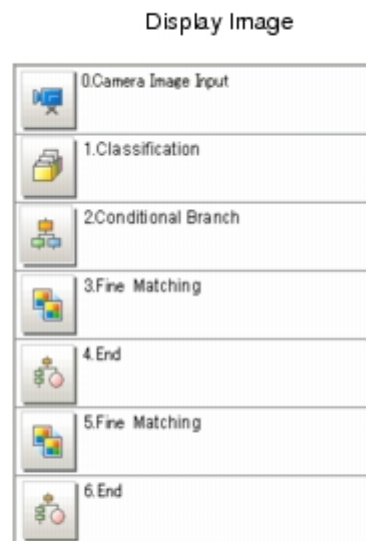 Display Image
0.Camera Image Input
1.Classification
2.Conditional Branch
3.Fine Matching
4.End
5.Fine Matching
6.End